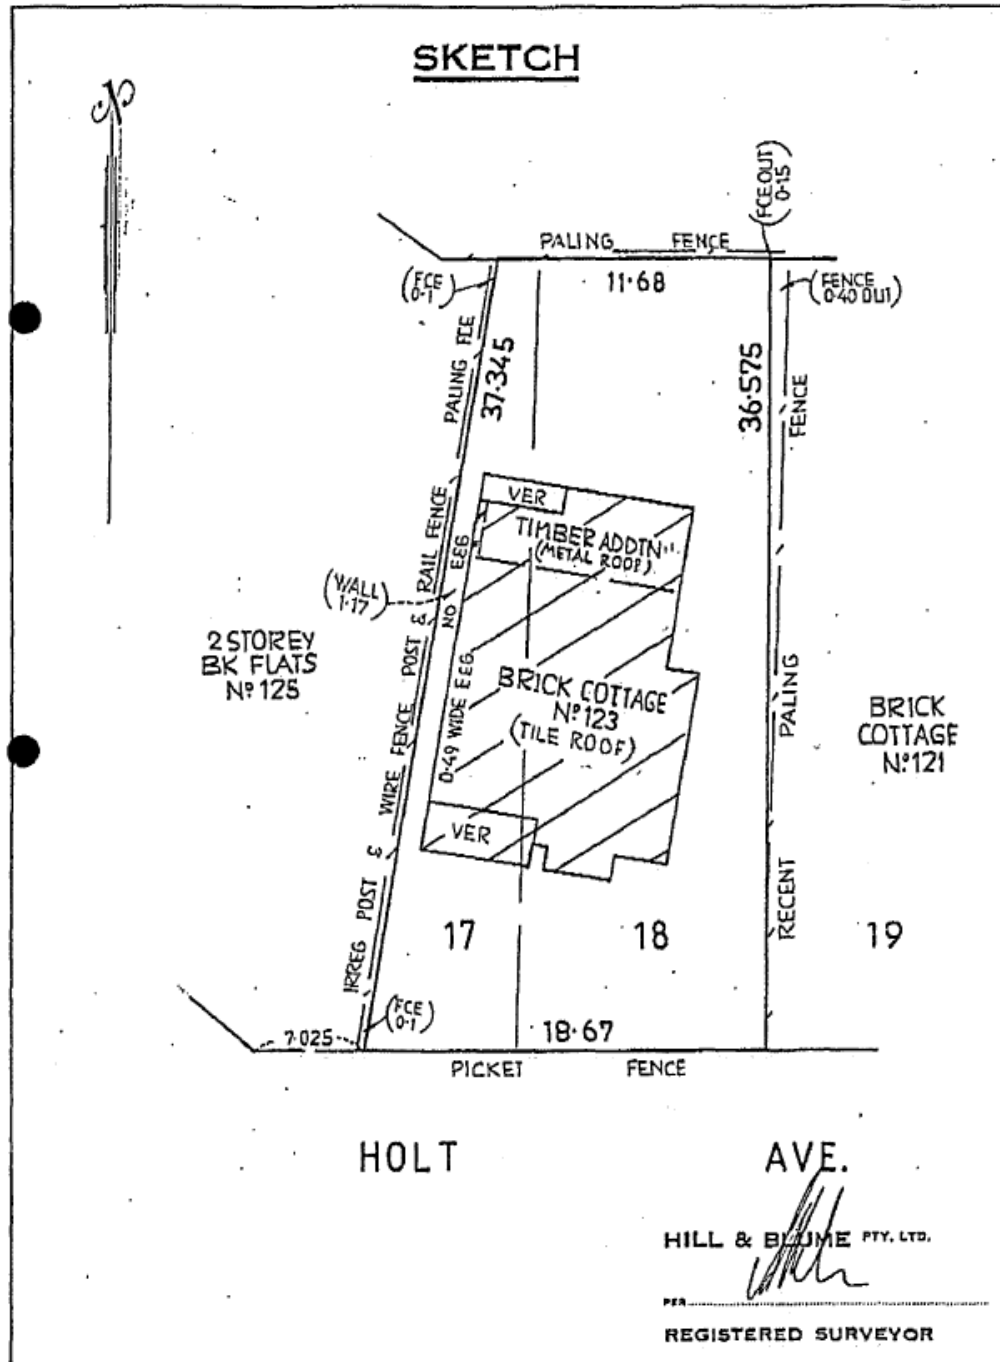 SKETCH
(FCE OUT
0·15)
PALING FENCE
11·68
(FCE
0·1)
(FENCE
0·40 OUT)
PALING FCE
37·345
36·575
FENCE
VER
TIMBER ADDTN
(METAL ROOF)
RAIL FENCE
NO EEG
(WALL
1·17)
2 STOREY
BK FLATS
Nº 125
BRICK COTTAGE
Nº 123
(TILE ROOF)
0·49 WIDE EEG
POST &
WIRE FENCE
PALING
BRICK
COTTAGE
Nº 121
VER
IRREG POST &
RECENT
17
18
19
(FCE
0·1)
7·025
18·67
PICKET FENCE
HOLT AVE.
HILL & BLUME PTY. LTD.
PER
REGISTERED SURVEYOR